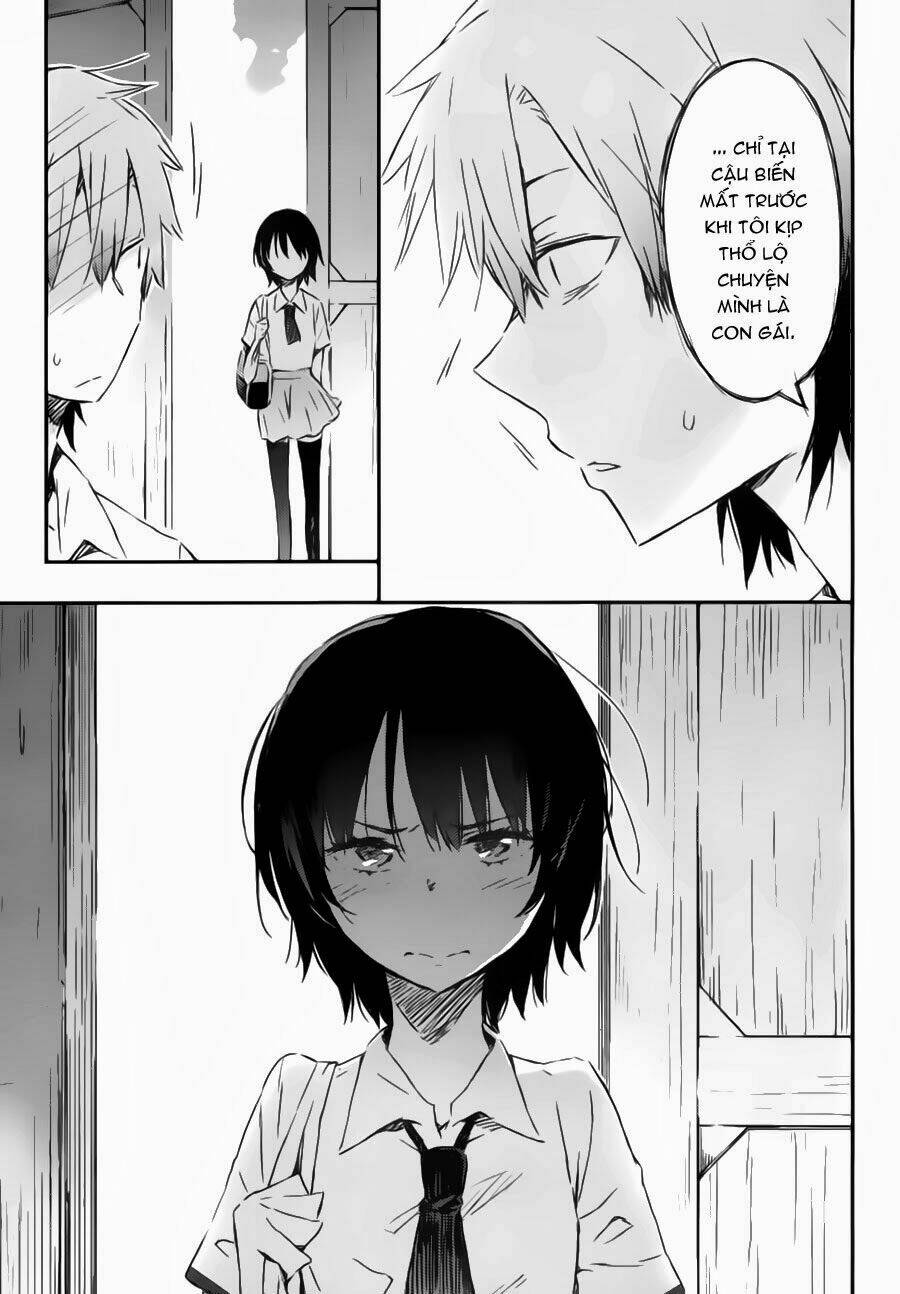 ... CHỈ TẠI
CẬU BIẾN
MẤT TRƯỚC
KHI TÔI KỊP
THỔ LỘ
CHUYỆN
MÌNH LÀ
CON GÁI.